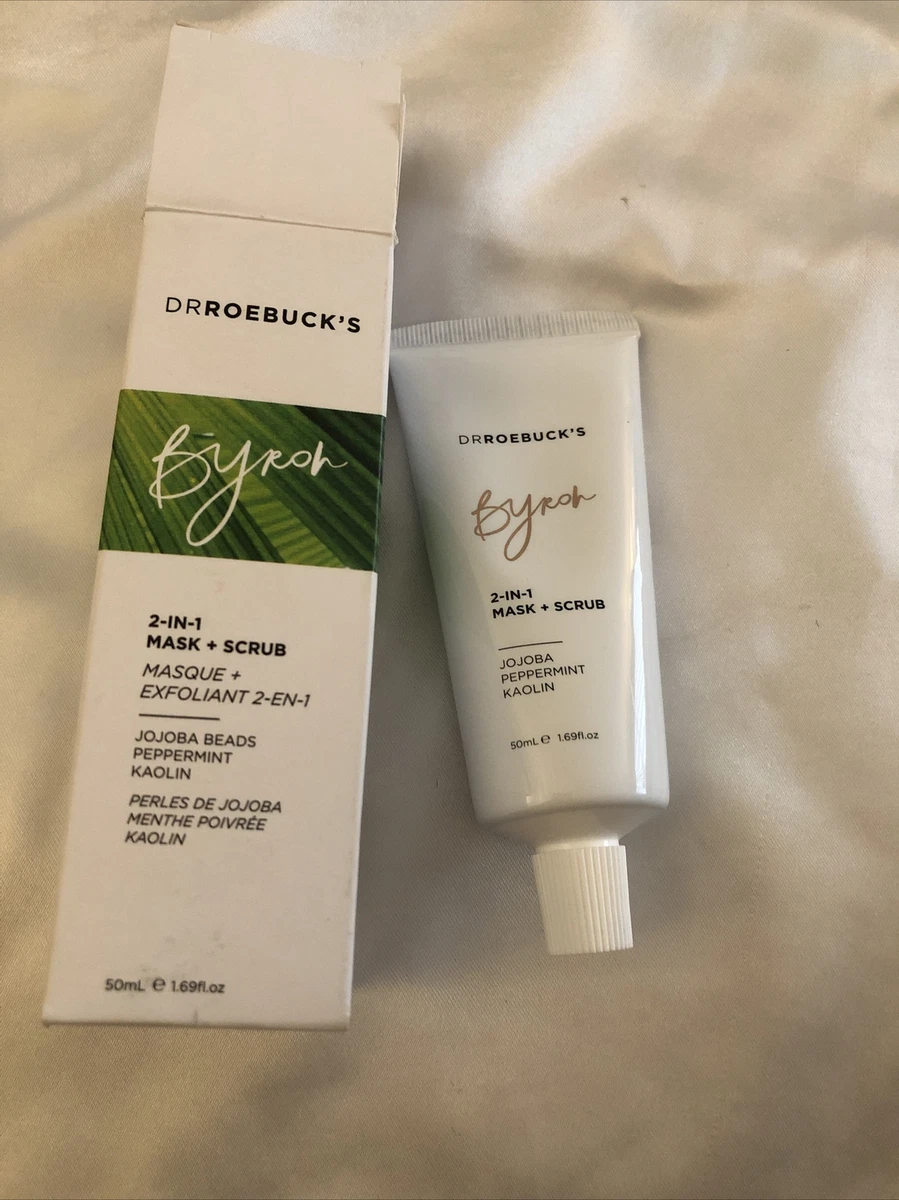 DRROEBUCK'S
Byron
2-IN-1
MASK + SCRUB
MASQUE +
EXFOLIANT 2-EN-1
JOJOBA BEADS
PEPPERMINT
KAOLIN
PERLES DE JOJOBA
MENTHE POIVRÉE
KAOLIN
50mL ℮ 1.69fl.oz
DRROEBUCK'S
Byron
2-IN-1
MASK + SCRUB
JOJOBA
PEPPERMINT
KAOLIN
50mL ℮ 1.69fl.oz